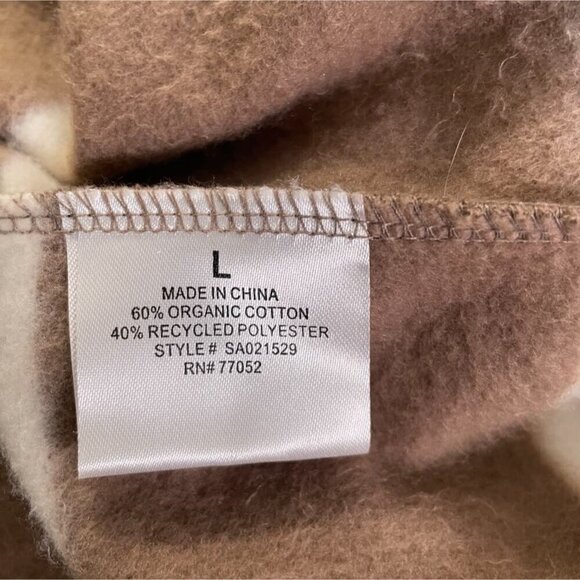 L
MADE IN CHINA
60% ORGANIC COTTON
40% RECYCLED POLYESTER
STYLE # SA021529
RN# 77052